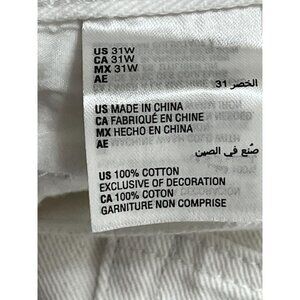 US 31W
CA 31W
MX 31W
AE الخصر 31
US MADE IN CHINA
CA FABRIQUÉ EN CHINE
MX HECHO EN CHINA
AE صُنع في الصين
US 100% COTTON
EXCLUSIVE OF DECORATION
CA 100% COTON
GARNITURE NON COMPRISE